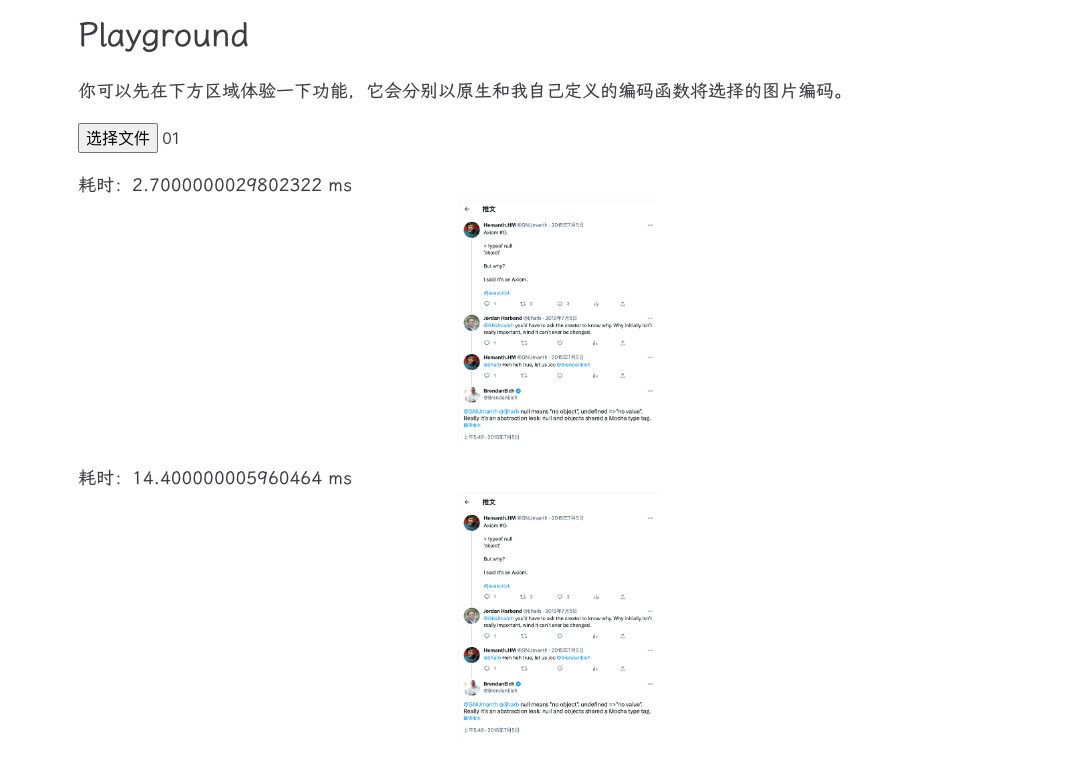 Playground
你可以先在下方区域体验一下功能，它会分别以原生和我自己定义的编码函数将选择的图片编码。
选择文件 01
耗时：2.7000000029802322 ms
← 推文
Hemanth.HM @GNUmanth · 2015年7月5日 ···
Axiom #0:
> typeof null
'object'
But why?
I said it's an Axiom.
#javascript
1 3 3
Jordan Harband @ljharb · 2015年7月5日 ···
@GNUmanth you'd have to ask the creator to know why. Why initially isn't
really important, wind it can't ever be changed.
1
Hemanth.HM @GNUmanth · 2015年7月5日 ···
@ljharb Heh heh true, let us /cc @BrendanEich
1
BrendanEich ···
@BrendanEich
@GNUmanth @ljharb null means "no object", undefined =>"no value".
Really it's an abstraction leak: null and objects shared a Mocha type tag.
翻译推文
上午5:48 · 2015年7月5日
耗时：14.400000005960464 ms
← 推文
Hemanth.HM @GNUmanth · 2015年7月5日 ···
Axiom #0:
> typeof null
'object'
But why?
I said it's an Axiom.
#javascript
1 3 3
Jordan Harband @ljharb · 2015年7月5日 ···
@GNUmanth you'd have to ask the creator to know why. Why initially isn't
really important, wind it can't ever be changed.
1
Hemanth.HM @GNUmanth · 2015年7月5日 ···
@ljharb Heh heh true, let us /cc @BrendanEich
1
BrendanEich ···
@BrendanEich
@GNUmanth @ljharb null means "no object", undefined =>"no value".
Really it's an abstraction leak: null and objects shared a Mocha type tag.
翻译推文
上午5:48 · 2015年7月5日